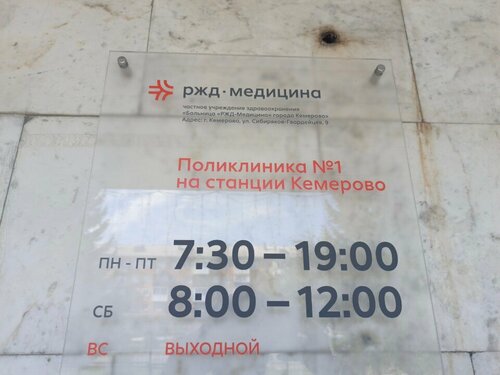 ржд · медицина
частное учреждение здравоохранения
«Больница «РЖД-Медицина» города Кемерово»
Адрес: г. Кемерово, ул. Сибиряков-Гвардейцев, 9
Поликлиника №1
на станции Кемерово
ПН - ПТ 7:30 – 19:00
СБ 8:00 – 12:00
ВС ВЫХОДНОЙ